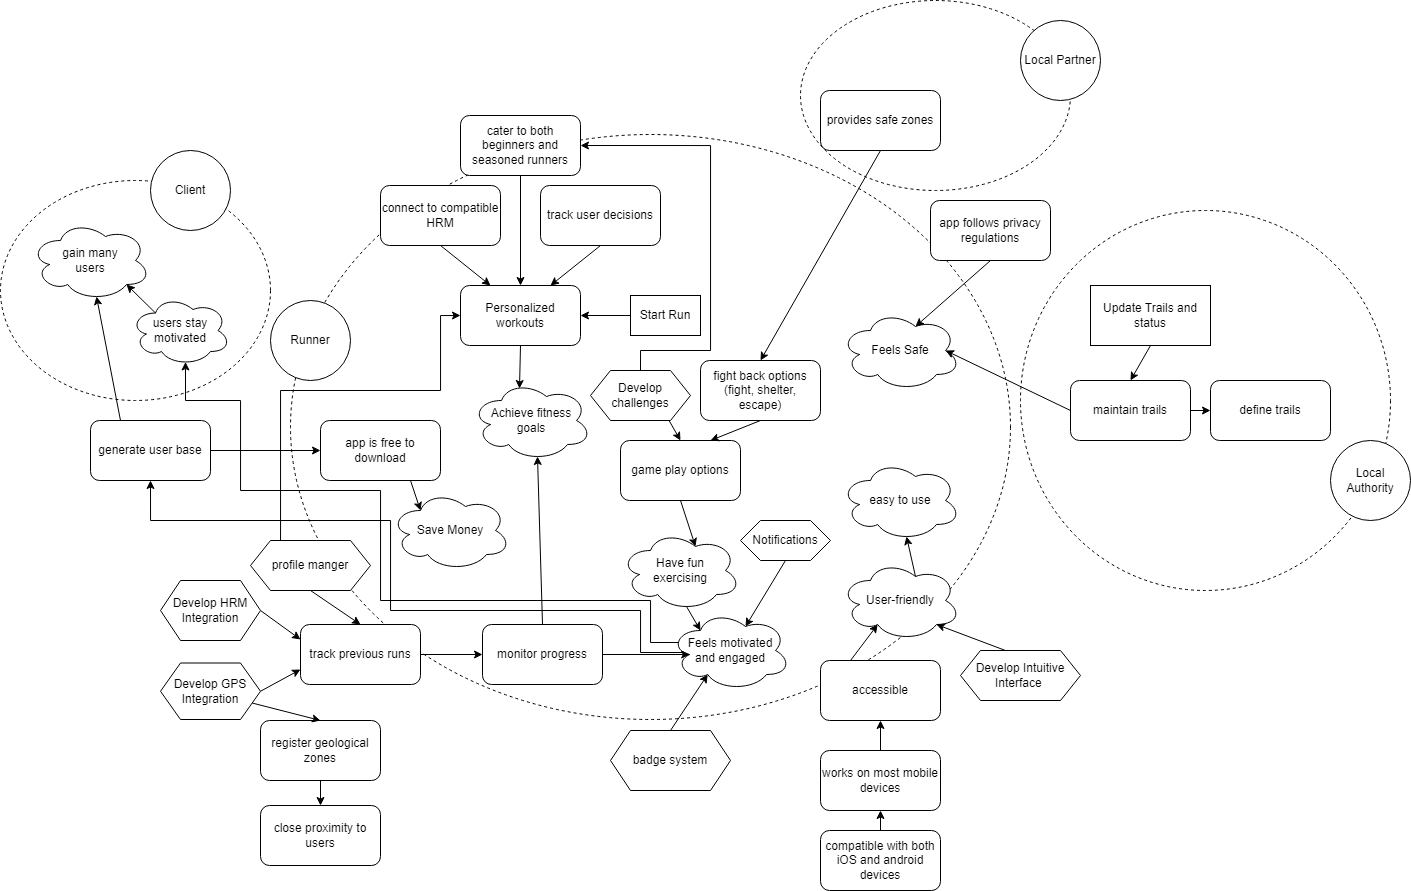 Local Partner
provides safe zones
cater to both
beginners and
seasoned runners
Client
connect to compatible
HRM
track user decisions
app follows privacy
regulations
gain many
users
users stay
motivated
Runner
Personalized
workouts
Start Run
Update Trails and
status
Feels Safe
fight back options
(fight, shelter,
escape)
Develop
challenges
Achieve fitness
goals
maintain trails
define trails
generate user base
app is free to
download
game play options
Local
Authority
easy to use
Save Money
Notifications
profile manger
Have fun
exercising
User-friendly
Develop HRM
Integration
track previous runs
monitor progress
Feels motivated
and engaged
Develop Intuitive
Interface
Develop GPS
Integration
accessible
register geological
zones
badge system
works on most mobile
devices
close proximity to
users
compatible with both
iOS and android
devices